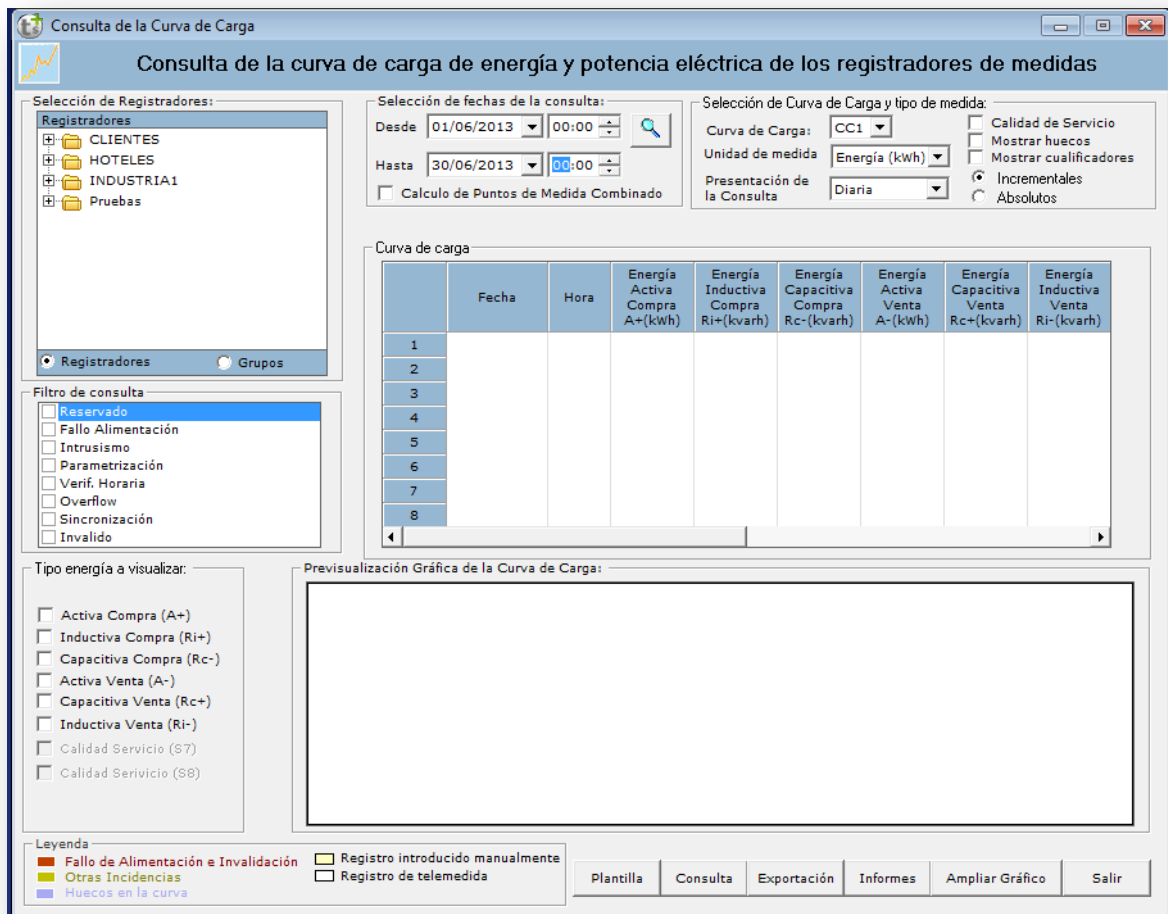 Consulta de la Curva de Carga
Consulta de la curva de carga de energía y potencia eléctrica de los registradores de medidas
Selección de Registradores:
Registradores
CLIENTES
HOTELES
INDUSTRIA1
Pruebas
Registradores Grupos
Selección de fechas de la consulta:
Desde 01/06/2013 00:00
Hasta 30/06/2013 00:00
Calculo de Puntos de Medida Combinado
Selección de Curva de Carga y tipo de medida:
Curva de Carga: CC1
Unidad de medida Energía (kWh)
Presentación de
la Consulta Diaria
Calidad de Servicio
Mostrar huecos
Mostrar cualificadores
Incrementales
Absolutos
Filtro de consulta
Reservado
Fallo Alimentación
Intrusismo
Parametrización
Verif. Horaria
Overflow
Sincronización
Invalido
Curva de carga
Fecha
Hora
Energía
Activa
Compra
A+(kWh)
Energía
Inductiva
Compra
Ri+(kvarh)
Energía
Capacitiva
Compra
Rc-(kvarh)
Energía
Activa
Venta
A-(kWh)
Energía
Capacitiva
Venta
Rc+(kvarh)
Energía
Inductiva
Venta
Ri-(kvarh)
1
2
3
4
5
6
7
8
Tipo energía a visualizar:
Activa Compra (A+)
Inductiva Compra (Ri+)
Capacitiva Compra (Rc-)
Activa Venta (A-)
Capacitiva Venta (Rc+)
Inductiva Venta (Ri-)
Calidad Servicio (S7)
Calidad Serivicio (S8)
Previsualización Gráfica de la Curva de Carga:
Leyenda
Fallo de Alimentación e Invalidación
Otras Incidencias
Huecos en la curva
Registro introducido manualmente
Registro de telemedida
Plantilla Consulta Exportación Informes Ampliar Gráfico Salir